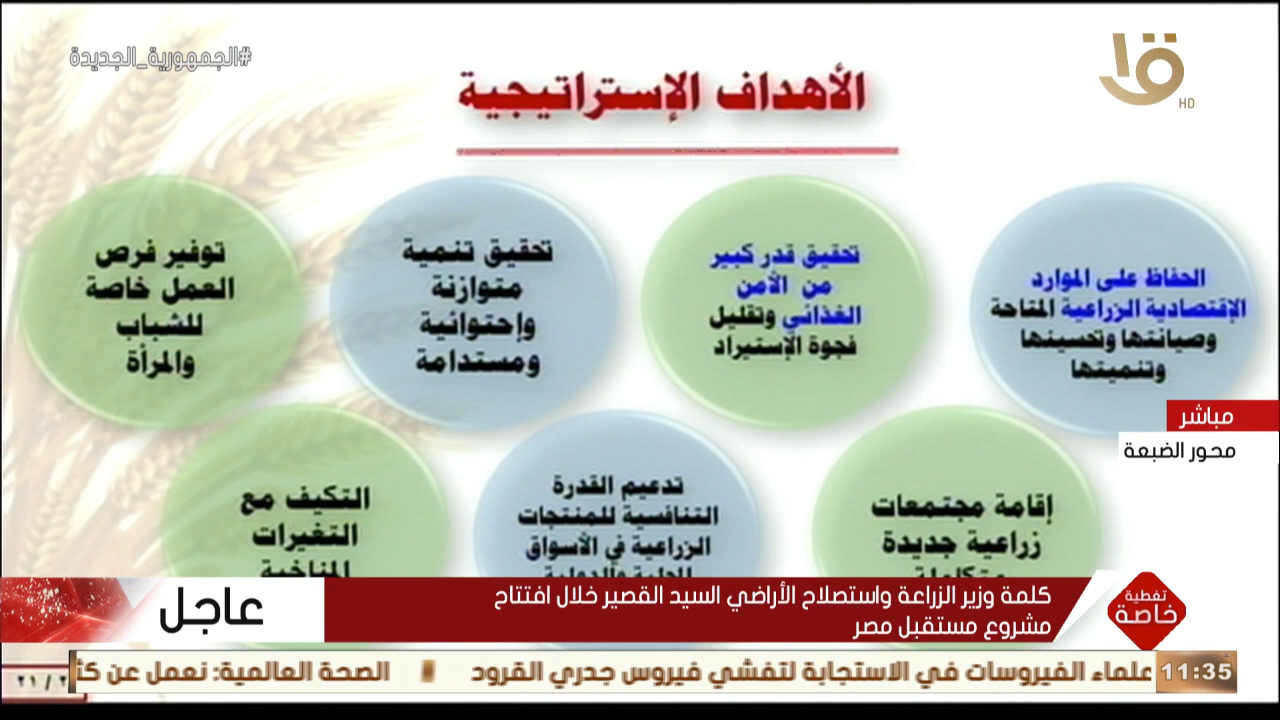 #الجمهورية_الجديدة
HD
الأهداف الإستراتيجية
الحفاظ على الموارد
الإقتصادية الزراعية المتاحة
وصيانتها وتحسينها
وتنميتها
تحقيق قدر كبير
من الأمن
الغذائي وتقليل
فجوة الإستيراد
تحقيق تنمية
متوازنة
وإحتوائية
ومستدامة
توفير فرص
العمل خاصة
للشباب
والمرأة
مباشر
محور الضبعة
إقامة مجتمعات
زراعية جديدة
متكاملة
تدعيم القدرة
التنافسية للمنتجات
الزراعية في الأسواق
المحلية والدولية
التكيف مع
التغيرات
المناخية
تغطية
خاصة
كلمة وزير الزراعة واستصلاح الأراضي السيد القصير خلال افتتاح
مشروع مستقبل مصر
عاجل
11:35
علماء الفيروسات في الاستجابة لتفشي فيروس جدري القرود
الصحة العالمية: نعمل عن